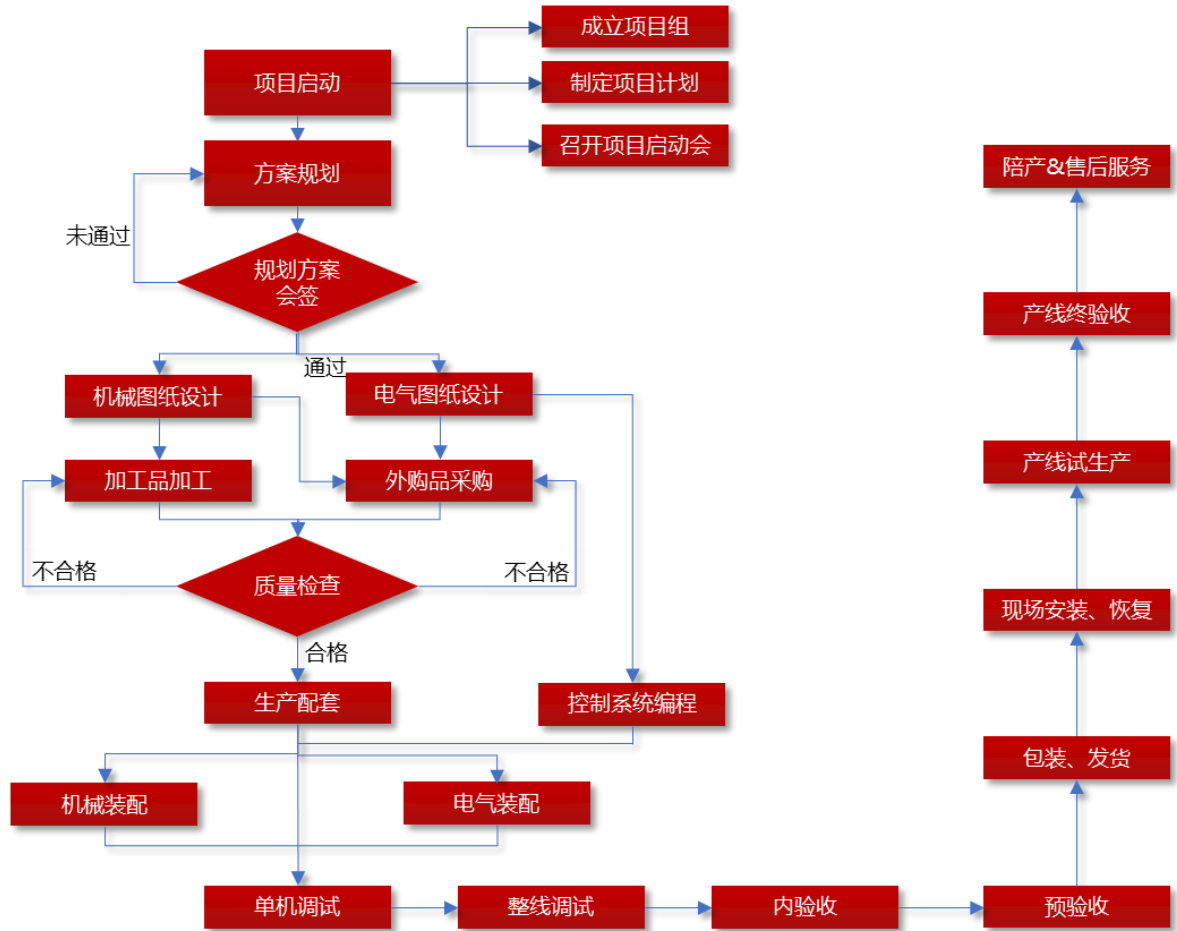 成立项目组
项目启动
制定项目计划
召开项目启动会
方案规划
未通过
规划方案
会签
通过
机械图纸设计
电气图纸设计
加工品加工
外购品采购
不合格
质量检查
不合格
合格
生产配套
控制系统编程
机械装配
电气装配
单机调试
整线调试
内验收
预验收
包装、发货
现场安装、恢复
产线试生产
产线终验收
陪产&售后服务